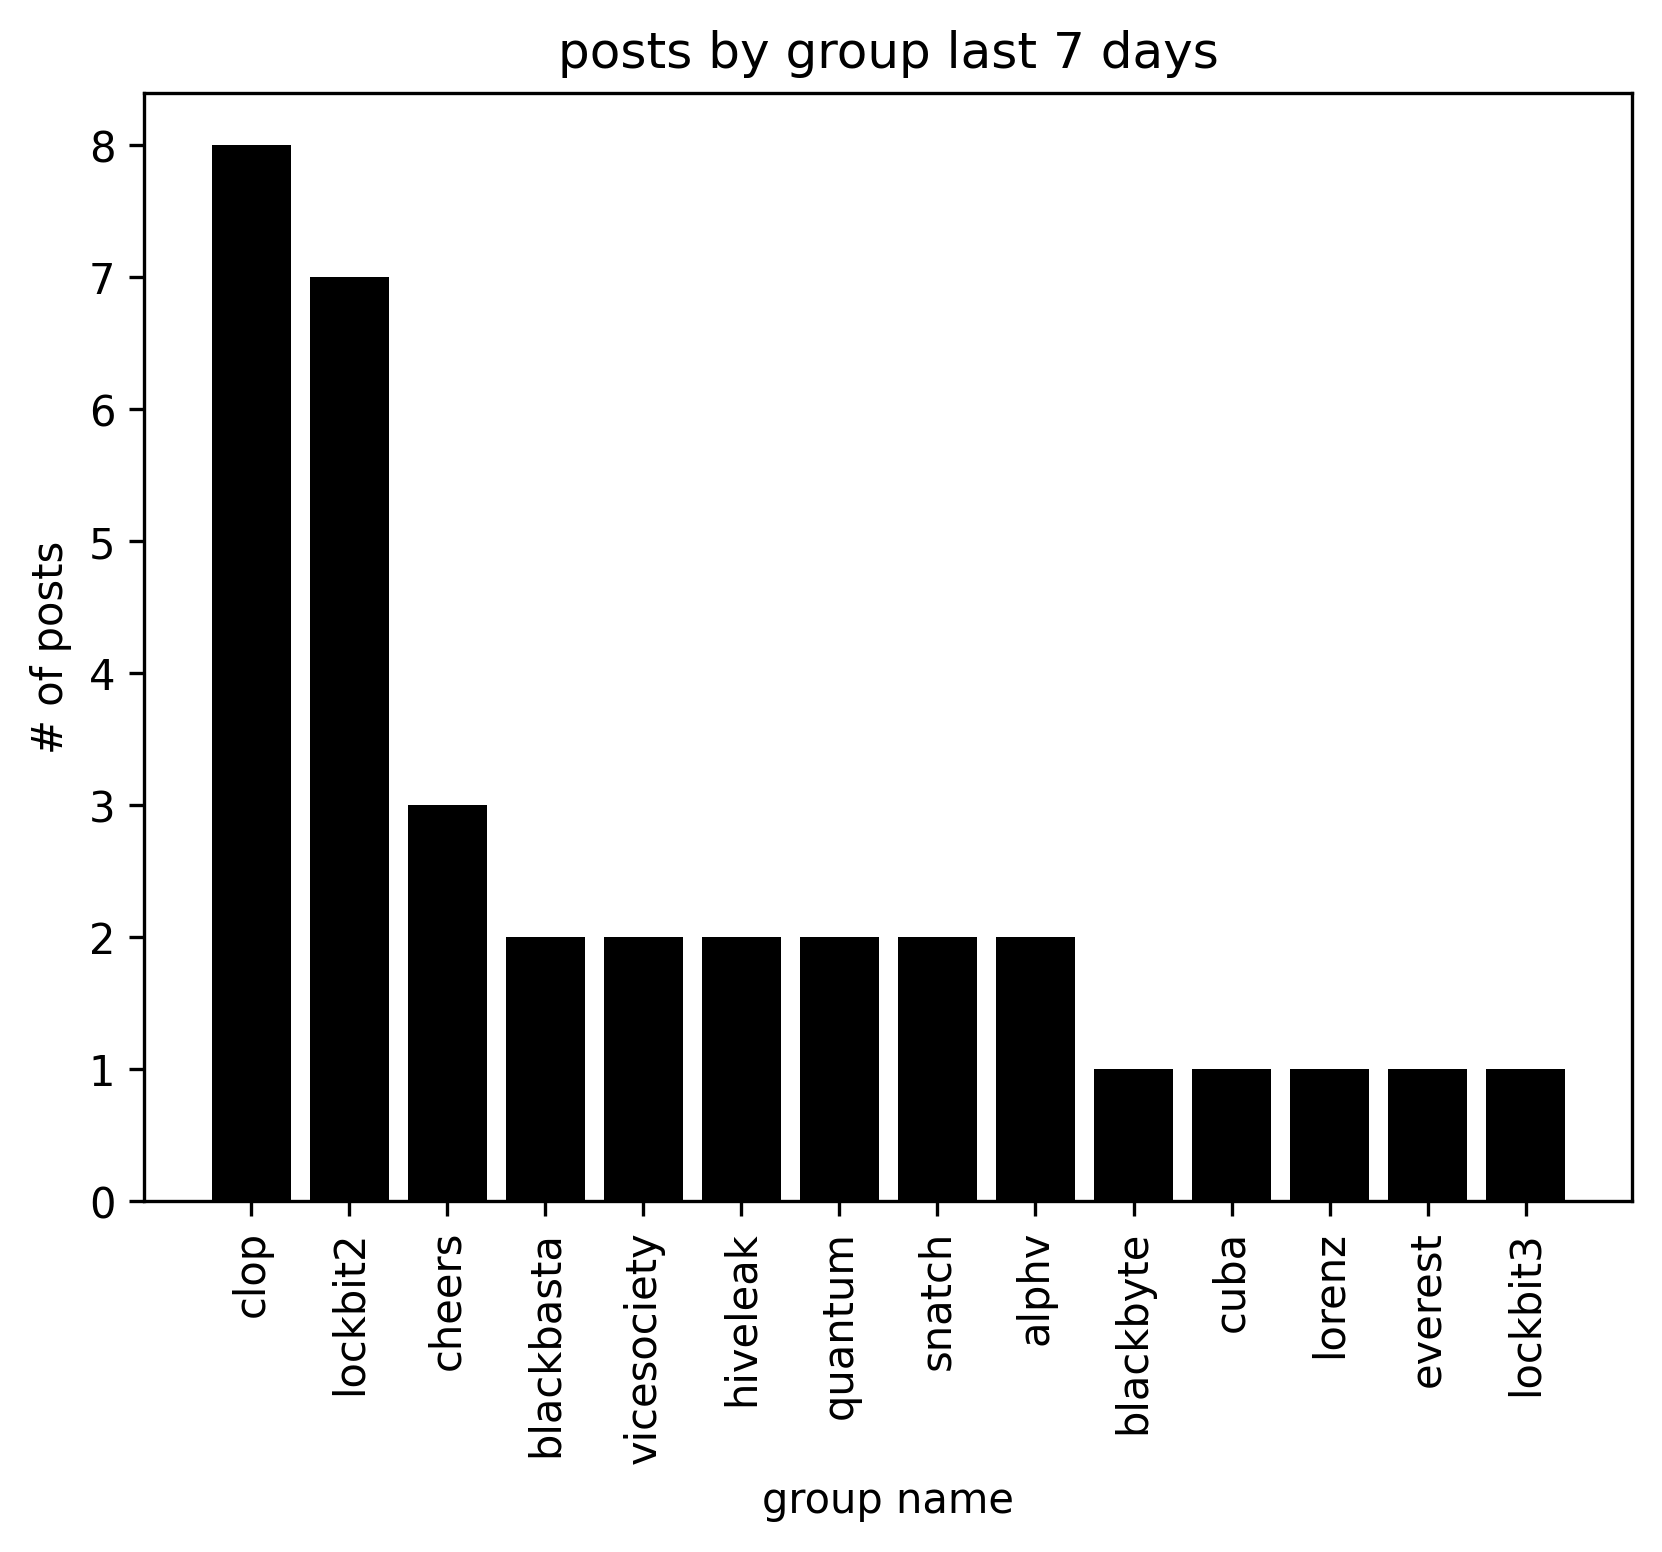 posts by group last 7 days
# of posts
8
7
6
5
4
3
2
1
0
clop
lockbit2
cheers
blackbasta
vicesociety
hiveleak
quantum
snatch
alphv
blackbyte
cuba
lorenz
everest
lockbit3
group name